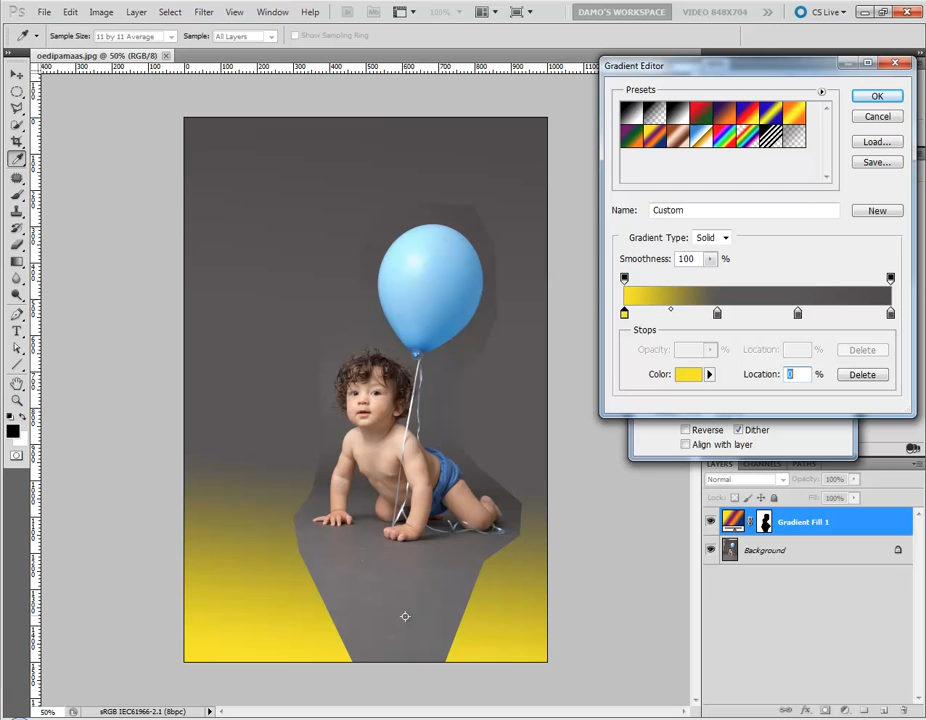 PS File Edit Image Layer Select Filter View Window Help 100% DAMO'S WORKSPACE VIDEO 848X704 CS Live
Sample Size: 11 by 11 Average Sample: All Layers Show Sampling Ring
oedipamaas.jpg @ 50% (RGB/8)
Gradient Editor
Presets
OK
Cancel
Load...
Save...
Name: Custom New
Gradient Type: Solid
Smoothness: 100 %
Stops
Opacity: % Location: % Delete
Color: Location: 0 % Delete
Reverse Dither
Align with layer
LAYERS CHANNELS PATHS
Normal Opacity: 100%
Lock: Fill: 100%
Gradient Fill 1
Background
50% sRGB IEC61966-2.1 (8bpc)